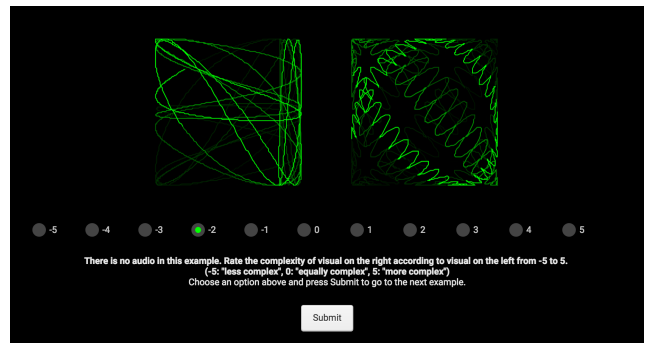 -5 -4 -3 -2 -1 0 1 2 3 4 5
There is no audio in this example. Rate the complexity of visual on the right according to visual on the left from -5 to 5.
(-5: "less complex", 0: "equally complex", 5: "more complex")
Choose an option above and press Submit to go to the next example.
Submit